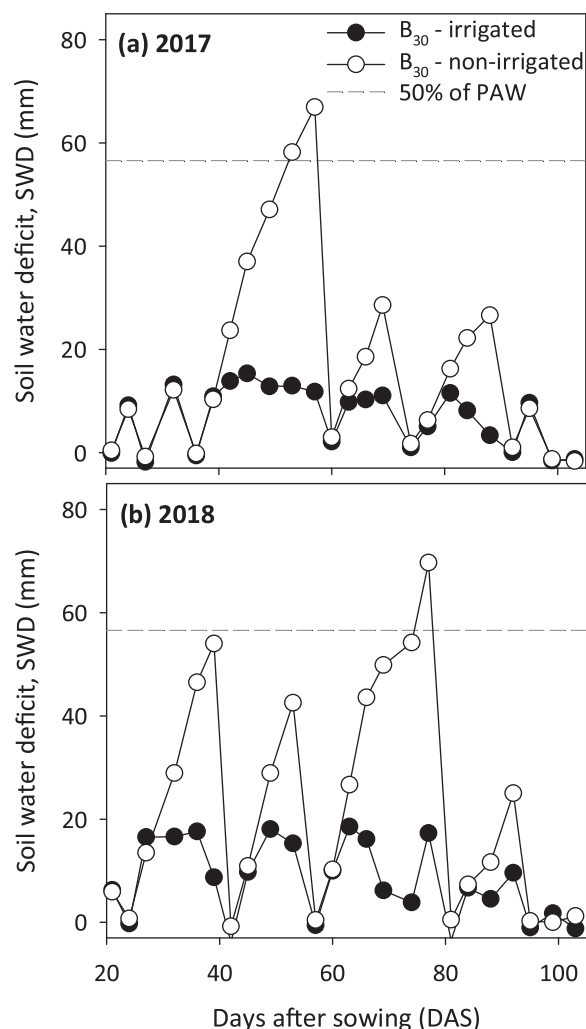 80
60
40
20
0
Soil water deficit, SWD (mm)
(a) 2017
B30 - irrigated
B30 - non-irrigated
50% of PAW
80
60
40
20
0
Soil water deficit, SWD (mm)
(b) 2018
20 40 60 80 100
Days after sowing (DAS)